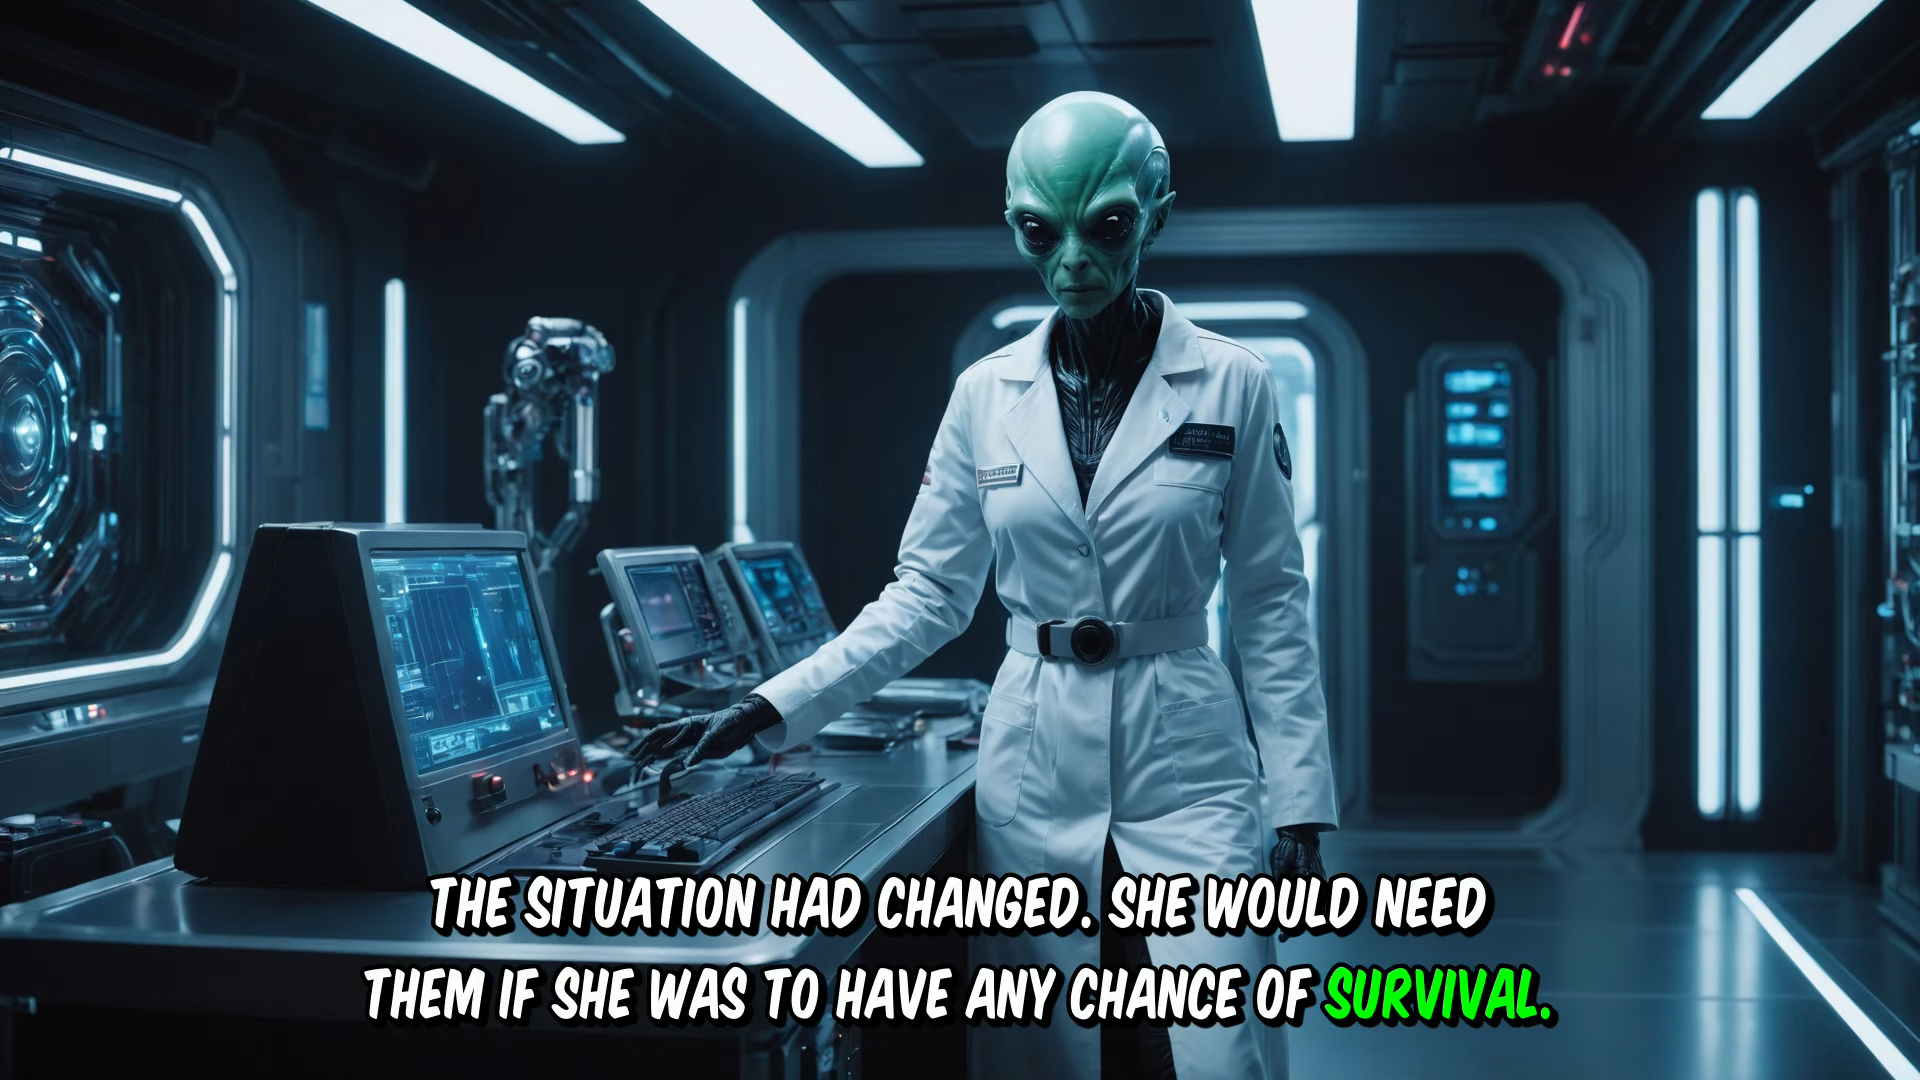 THE SITUATION HAD CHANGED. SHE WOULD NEED
THEM IF SHE WAS TO HAVE ANY CHANCE OF SURVIVAL.